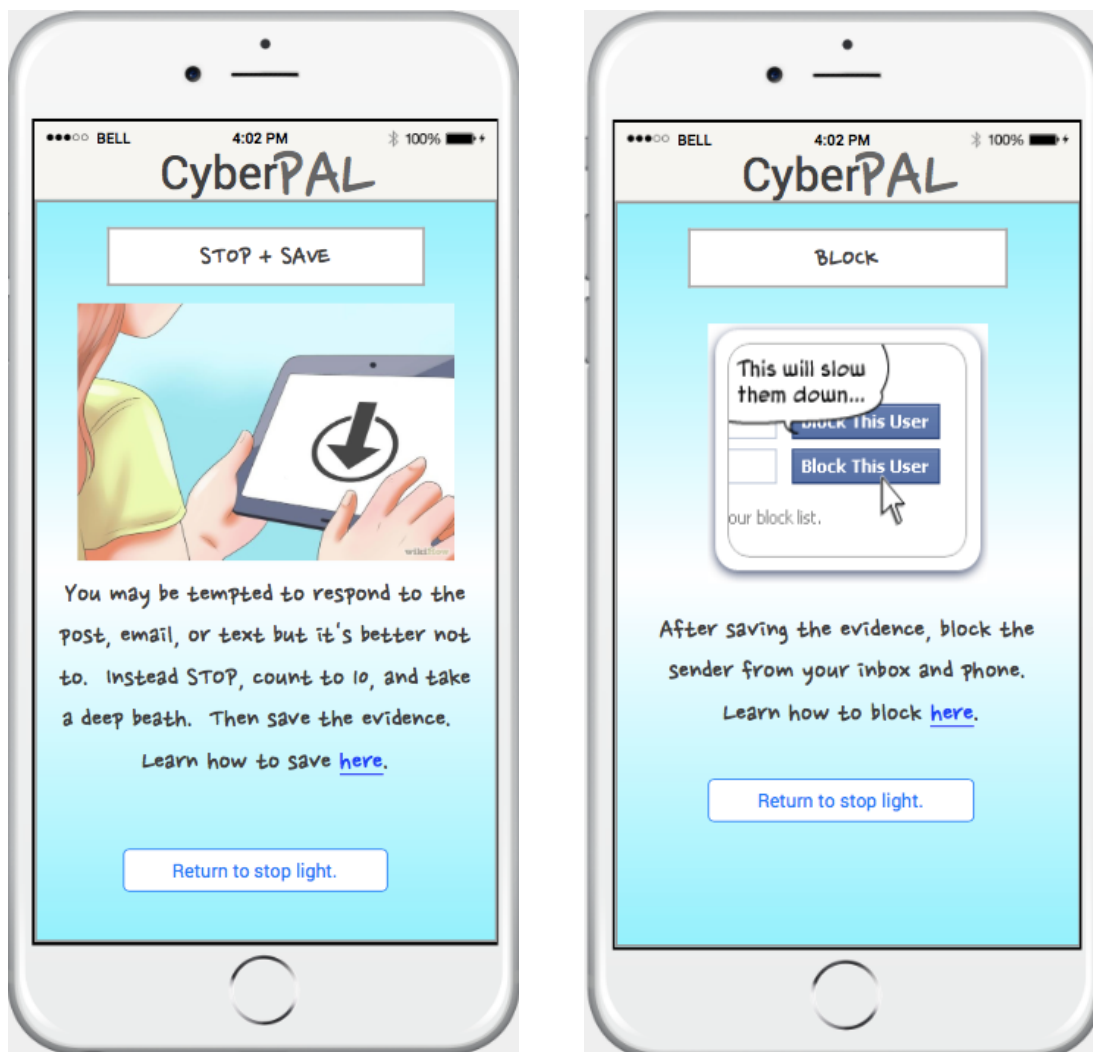 BELL 4:02 PM 100%
CyberPAL
STOP + SAVE
wikiHow
You may be tempted to respond to the
post, email, or text but it's better not
to. Instead STOP, count to 10, and take
a deep beath. Then save the evidence.
Learn how to save here.
Return to stop light.
BELL 4:02 PM 100%
CyberPAL
BLOCK
This will slow
them down...
Block This User
Block This User
our block list.
After saving the evidence, block the
sender from your inbox and phone.
Learn how to block here.
Return to stop light.